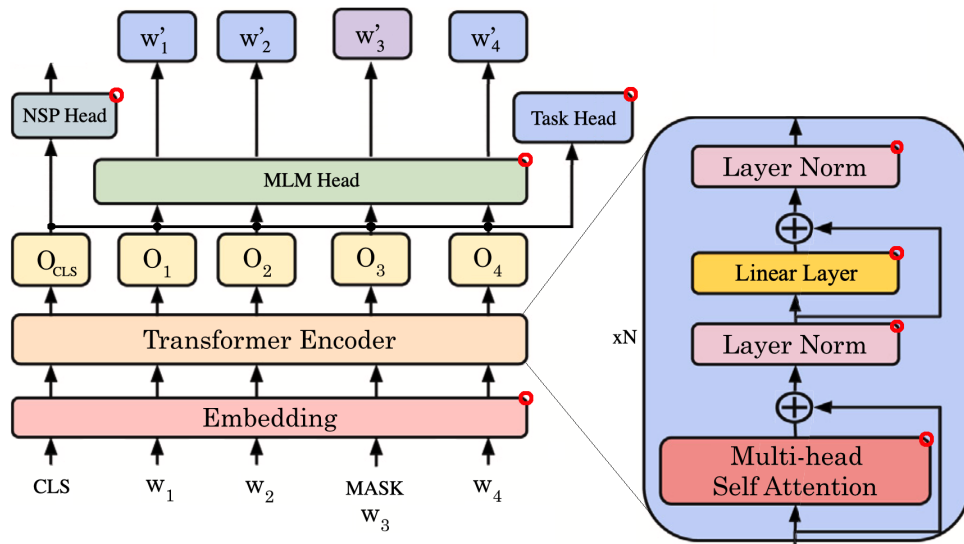 w'1 w'2 w'3 w'4
NSP Head
Task Head
MLM Head
OCLS O1 O2 O3 O4
Transformer Encoder
Embedding
CLS w1 w2 MASK w4
w3
xN
Layer Norm
Linear Layer
Layer Norm
Multi-head
Self Attention